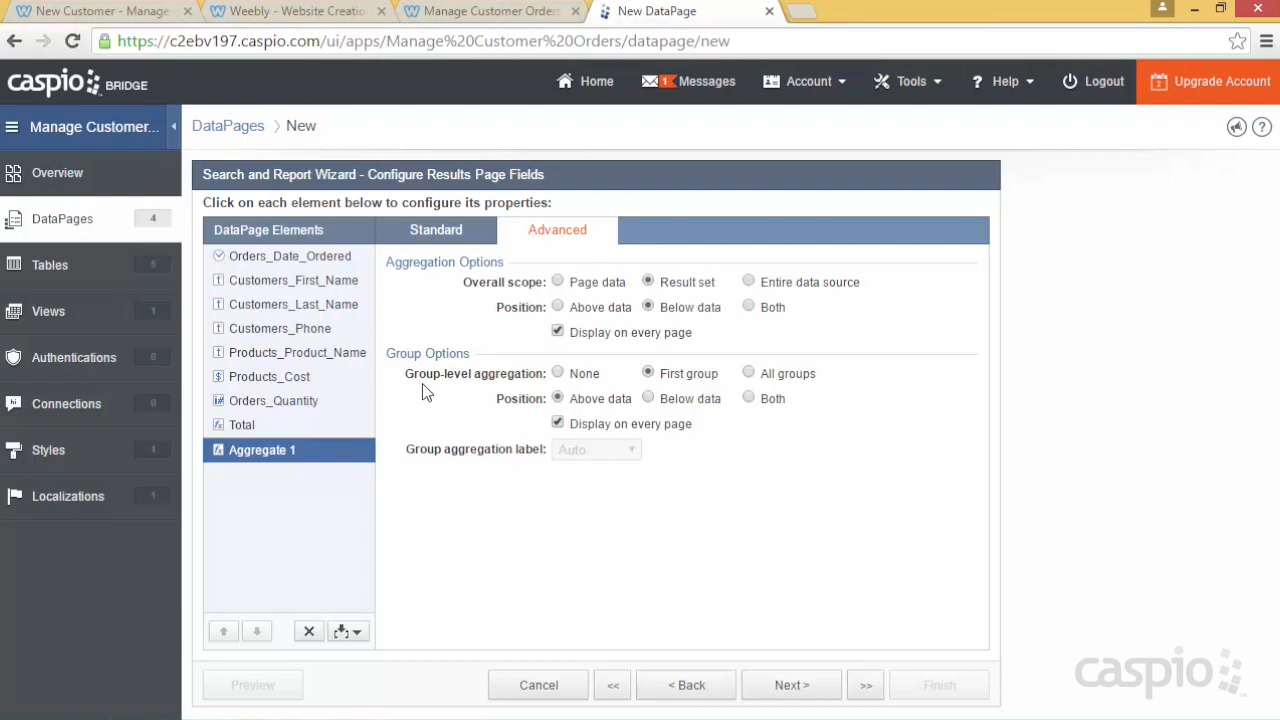 New Customer - Manage
Weebly - Website Creatio
Manage Customer Orders
New DataPage
https://c2ebv197.caspio.com/ui/apps/Manage%20Customer%20Orders/datapage/new
caspio BRIDGE
Home
1 Messages
Account
Tools
? Help
Logout
2 Upgrade Account
Manage Customer...
DataPages > New
Overview
DataPages 4
Tables 5
Views 1
Authentications 0
Connections 0
Styles 1
Localizations 1
Search and Report Wizard - Configure Results Page Fields
Click on each element below to configure its properties:
DataPage Elements
Standard
Advanced
Orders_Date_Ordered
Customers_First_Name
Customers_Last_Name
Customers_Phone
Products_Product_Name
Products_Cost
Orders_Quantity
Total
Aggregate 1
Aggregation Options
Overall scope: Page data Result set Entire data source
Position: Above data Below data Both
Display on every page
Group Options
Group-level aggregation: None First group All groups
Position: Above data Below data Both
Display on every page
Group aggregation label: Auto
Preview
Cancel
<<
< Back
Next >
>>
Finish
caspio